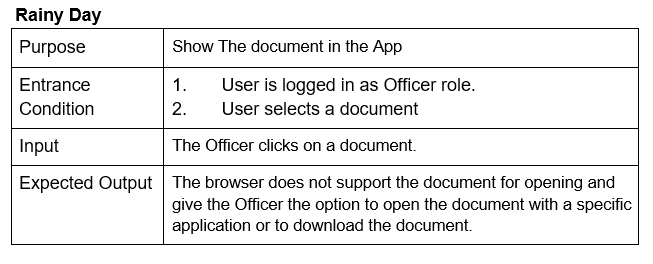 Rainy Day
Purpose
Show The document in the App
Entrance
Condition
1. User is logged in as Officer role.
2. User selects a document
Input
The Officer clicks on a document.
Expected Output
The browser does not support the document for opening and
give the Officer the option to open the document with a specific
application or to download the document.